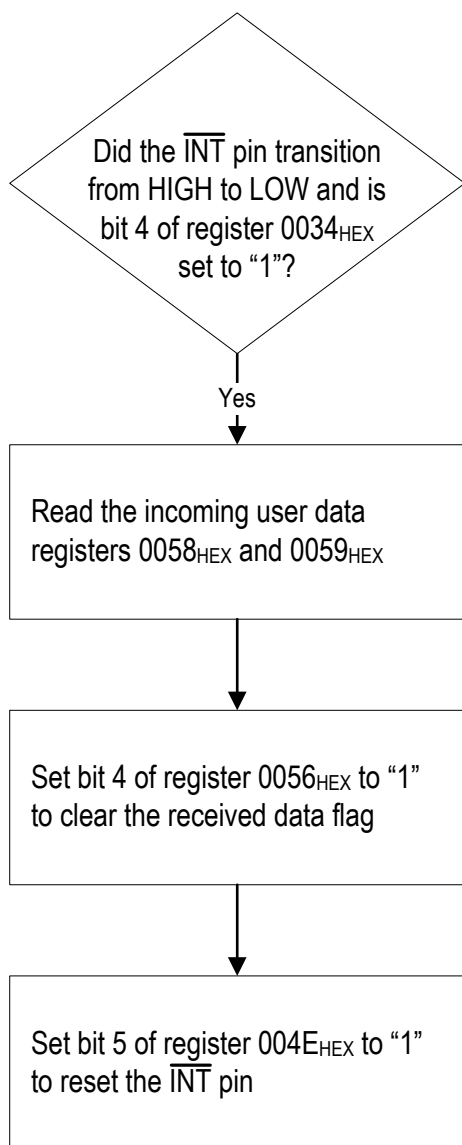 Did the I̅N̅T̅ pin transition
from HIGH to LOW and is
bit 4 of register 0034HEX
set to “1”?
Yes
Read the incoming user data
registers 0058HEX and 0059HEX
Set bit 4 of register 0056HEX to “1”
to clear the received data flag
Set bit 5 of register 004EHEX to “1”
to reset the I̅N̅T̅ pin